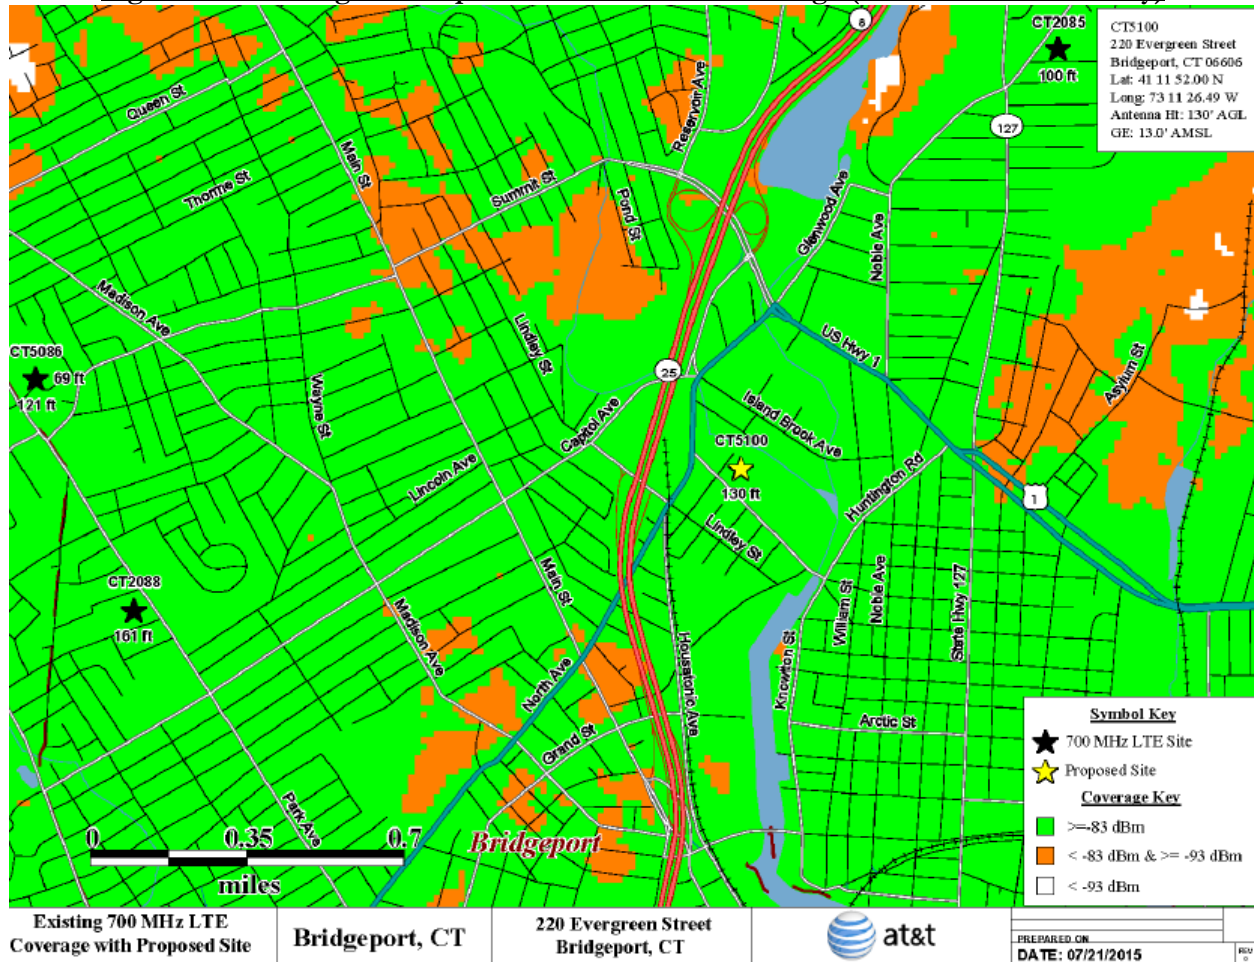 CT5100
220 Evergreen Street
Bridgeport, CT 06606
Lat: 41 11 52.00 N
Long: 73 11 26.49 W
Antenna Ht: 130' AGL
GE: 13.0' AMSL
8
CT2085
100 ft
127
Queen St
Main St
Reservoir Ave
Thorme St
Summit St
Pond St
Glenwood Ave
Noble Ave
Madison Ave
CT5086
69 ft
121 ft
Lindley St
US Hwy 1
25
Wayne St
Capitol Ave
Island Brook Ave
Asylum St
CT5100
130 ft
Lincoln Ave
Huntington Rd
1
Lindley St
CT2088
161 ft
Main St
Madison Ave
William St
Noble Ave
State Hwy 127
Knowlton St
Housatonic Ave
North Ave
Grand St
Arctic St
Park Ave
Bridgeport
0 0.35 0.7
miles
Symbol Key
700 MHz LTE Site
Proposed Site
Coverage Key
>=-83 dBm
< -83 dBm & >= -93 dBm
< -93 dBm
Existing 700 MHz LTE
Coverage with Proposed Site
Bridgeport, CT
220 Evergreen Street
Bridgeport, CT
at&t
PREPARED ON
DATE: 07/21/2015
REV